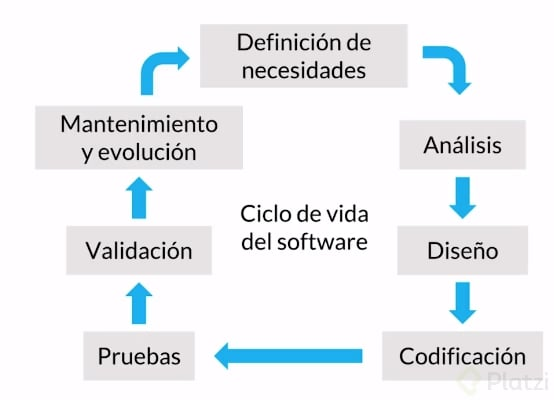 Definición de
necesidades
Análisis
Diseño
Codificación
Pruebas
Validación
Mantenimiento
y evolución
Ciclo de vida
del software
Platzi